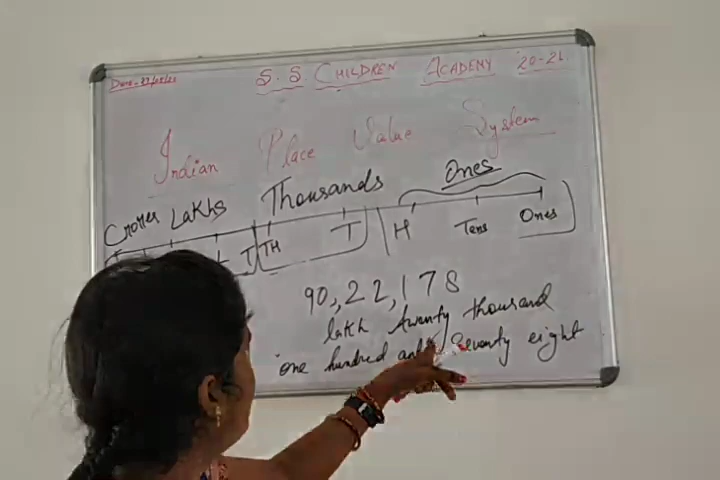 S. S CHILDREN ACADEMY 20-21
Indian Place Value System
Ones
Lakhs Thousands
T TH T H Tens Ones
90,22,178
lakh twenty thousand
one hundred and seventy eight